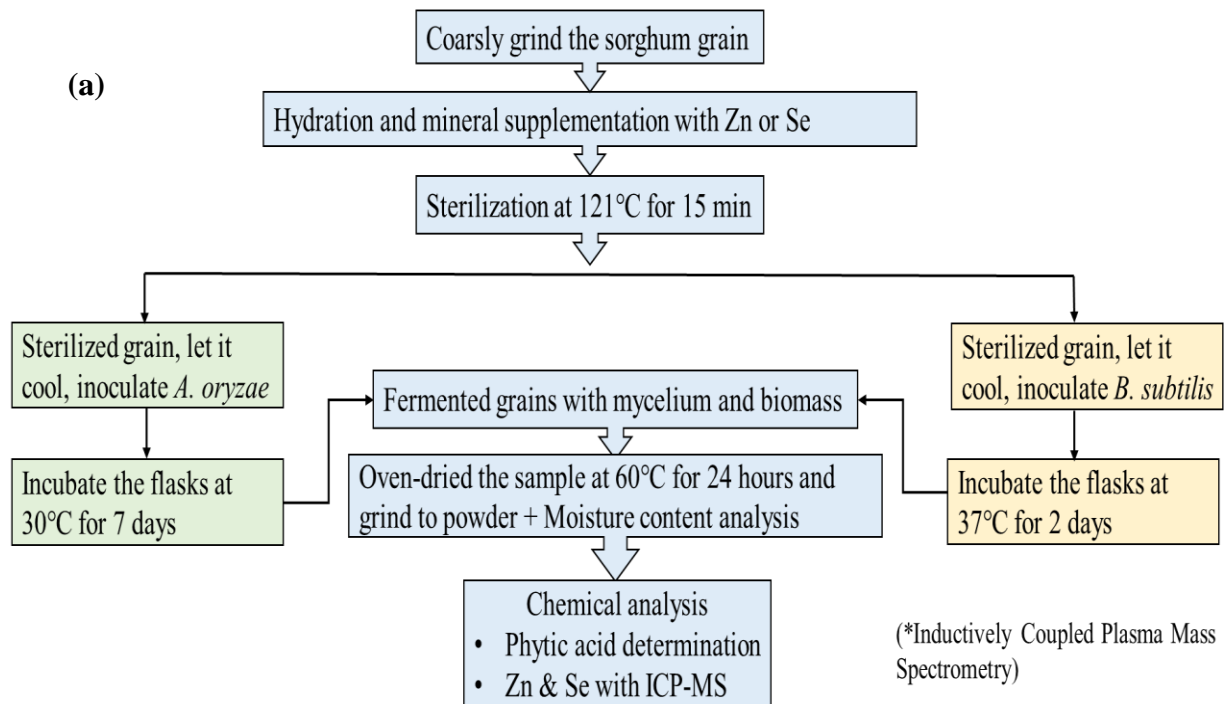 Coarsly grind the sorghum grain
(a)
Hydration and mineral supplementation with Zn or Se
Sterilization at 121°C for 15 min
Sterilized grain, let it
cool, inoculate A. oryzae
Sterilized grain, let it
cool, inoculate B. subtilis
Fermented grains with mycelium and biomass
Incubate the flasks at
30°C for 7 days
Oven-dried the sample at 60°C for 24 hours and
grind to powder + Moisture content analysis
Incubate the flasks at
37°C for 2 days
Chemical analysis
• Phytic acid determination
• Zn & Se with ICP-MS
(*Inductively Coupled Plasma Mass
Spectrometry)